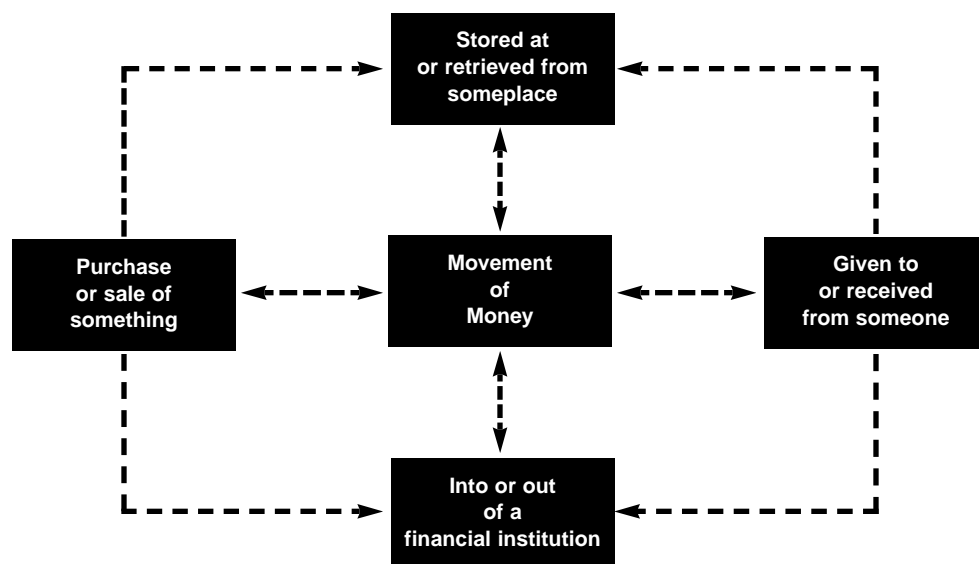 Stored at
or retrieved from
someplace
Purchase
or sale of
something
Movement
of
Money
Given to
or received
from someone
Into or out
of a
financial institution